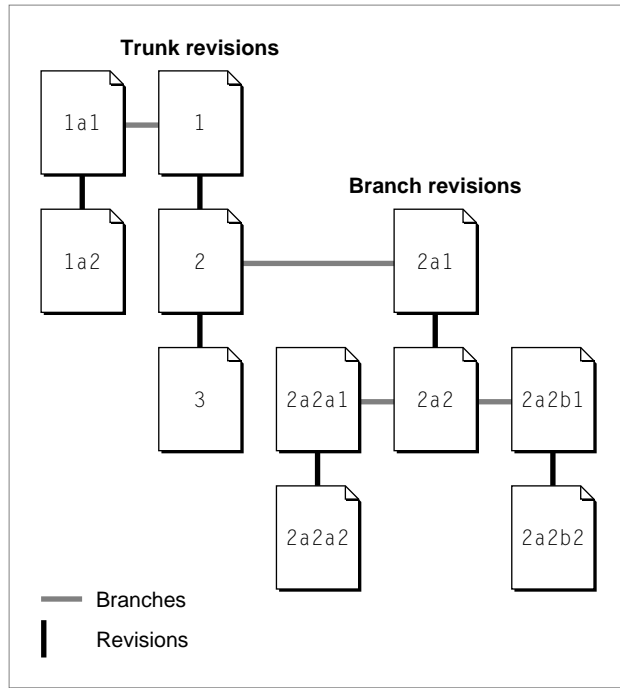 Trunk revisions
1a1
1
Branch revisions
1a2
2
2a1
3
2a2a1
2a2
2a2b1
2a2a2
2a2b2
Branches
Revisions